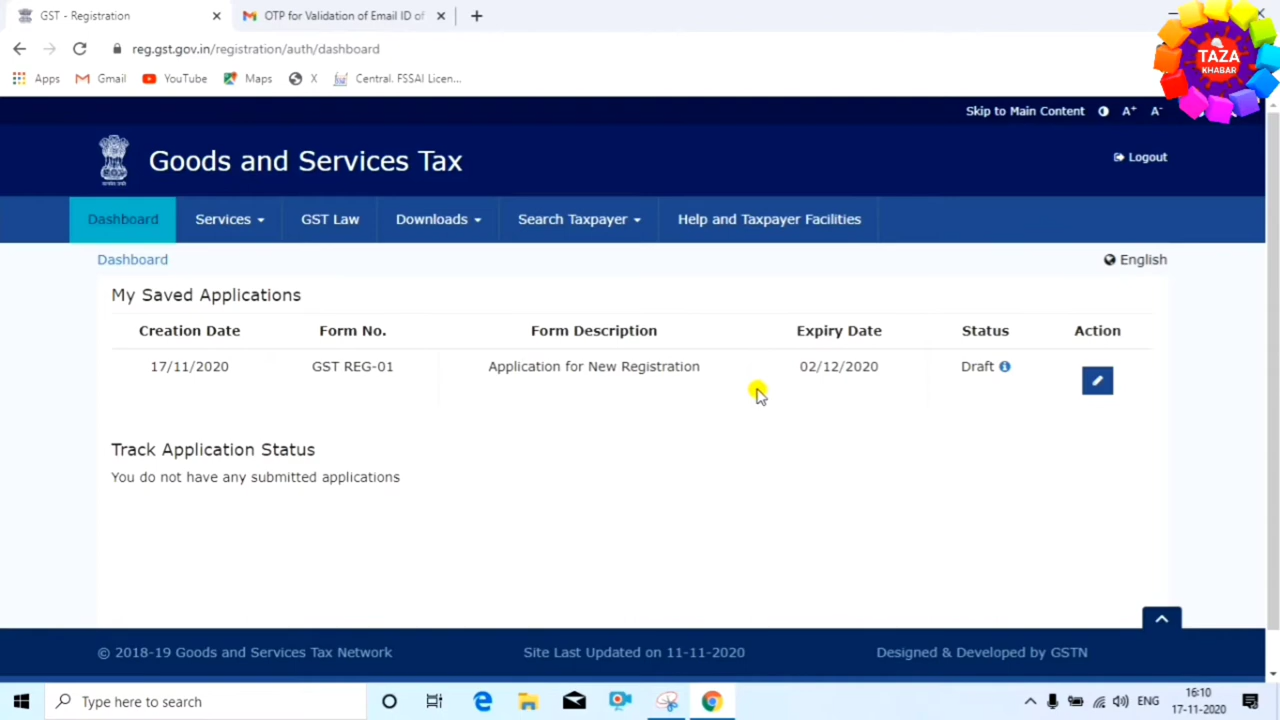 GST - Registration
OTP for Validation of Email ID of
reg.gst.gov.in/registration/auth/dashboard
Apps Gmail YouTube Maps X Central. FSSAI Licen...
TAZA
KHABAR
Skip to Main Content A+ A-
Goods and Services Tax
Logout
Dashboard Services GST Law Downloads Search Taxpayer Help and Taxpayer Facilities
Dashboard English
My Saved Applications
Creation Date Form No. Form Description Expiry Date Status Action
17/11/2020 GST REG-01 Application for New Registration 02/12/2020 Draft
Track Application Status
You do not have any submitted applications
© 2018-19 Goods and Services Tax Network Site Last Updated on 11-11-2020 Designed & Developed by GSTN
Type here to search
ENG
16:10
17-11-2020